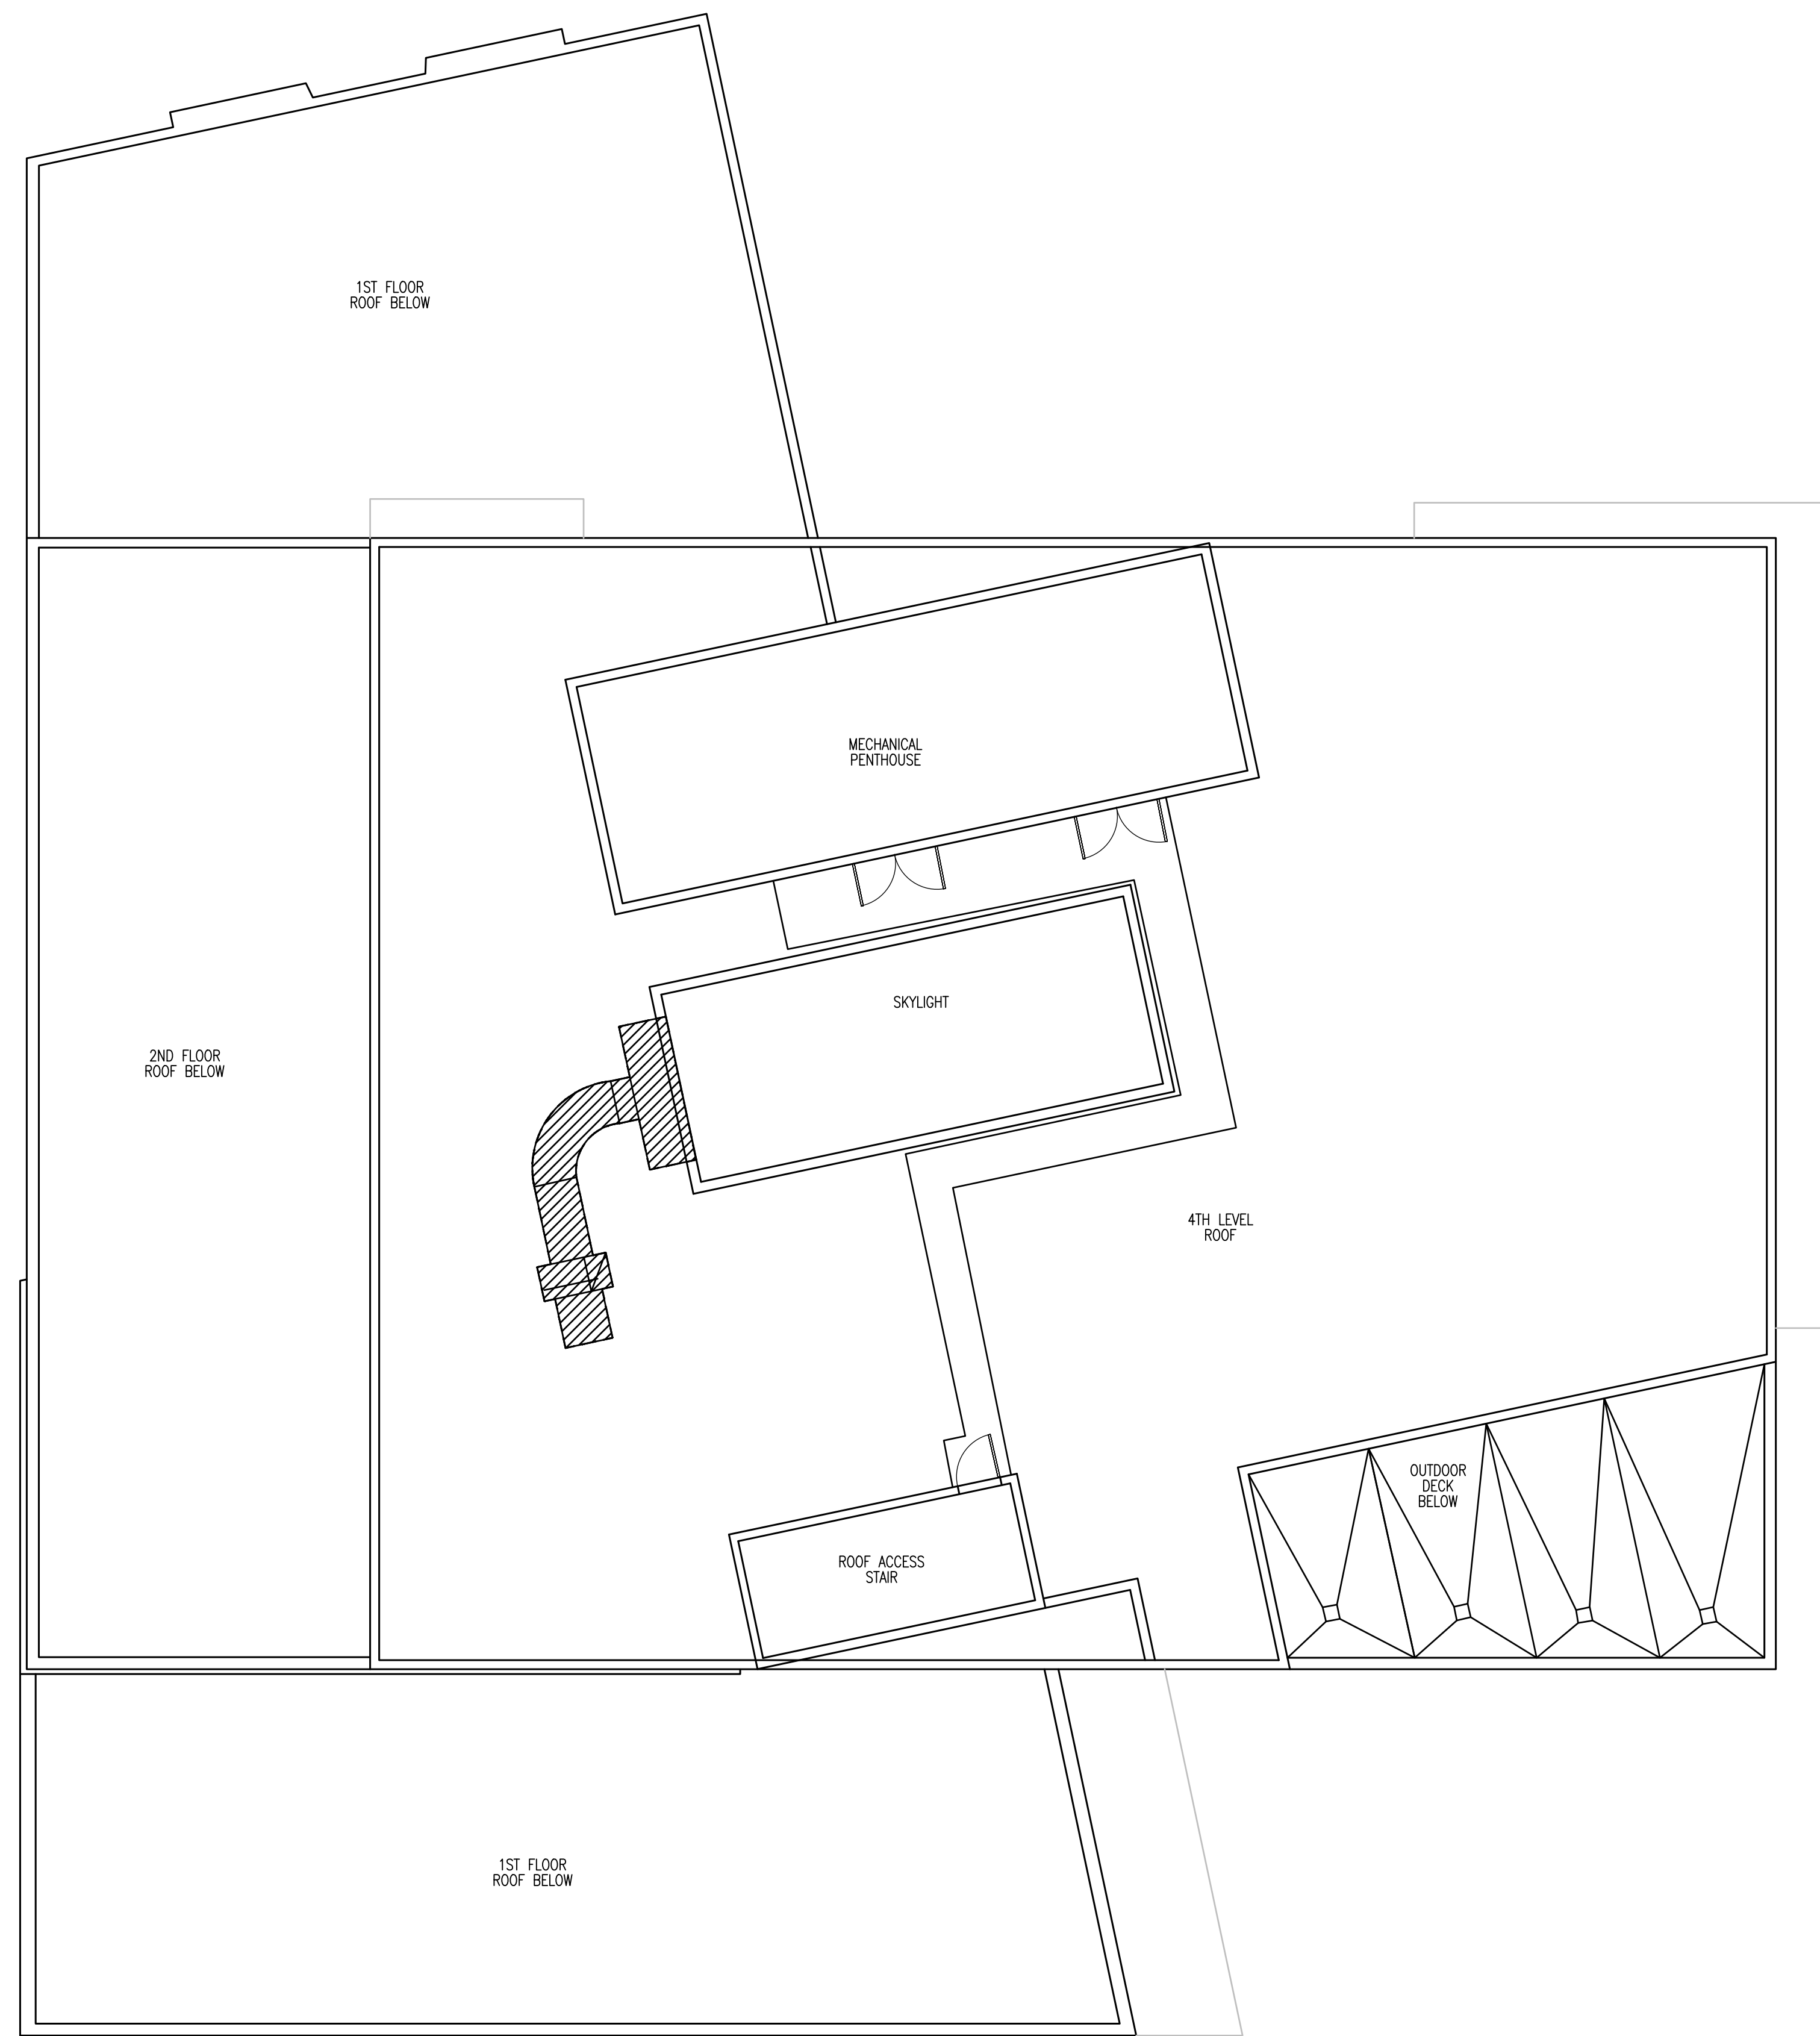 1ST FLOOR
ROOF BELOW
MECHANICAL
PENTHOUSE
SKYLIGHT
2ND FLOOR
ROOF BELOW
4TH LEVEL
ROOF
OUTDOOR
DECK
BELOW
ROOF ACCESS
STAIR
1ST FLOOR
ROOF BELOW